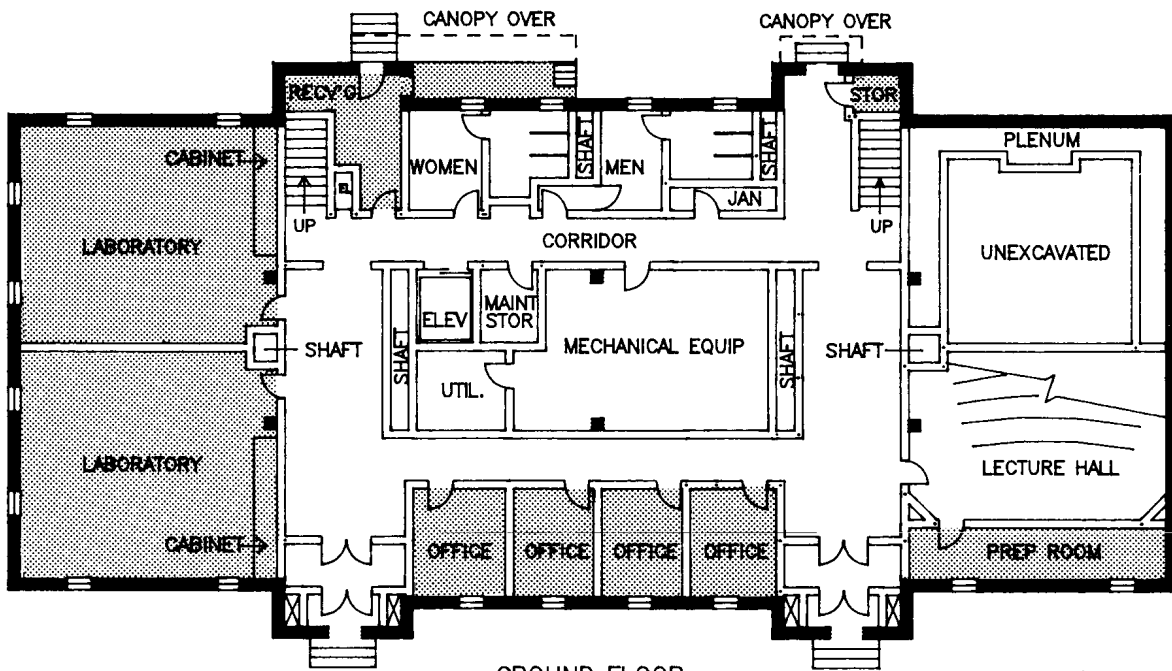 CANOPY OVER
CANOPY OVER
RECV'G
STOR
CABINET
WOMEN
SHAFT
MEN
SHAFT
JAN
PLENUM
UP
UP
LABORATORY
CORRIDOR
UNEXCAVATED
ELEV
MAINT
STOR
SHAFT
SHAFT
MECHANICAL EQUIP
SHAFT
SHAFT
UTIL.
LABORATORY
LECTURE HALL
CABINET
OFFICE
OFFICE
OFFICE
OFFICE
PREP ROOM
GROUND FLOOR